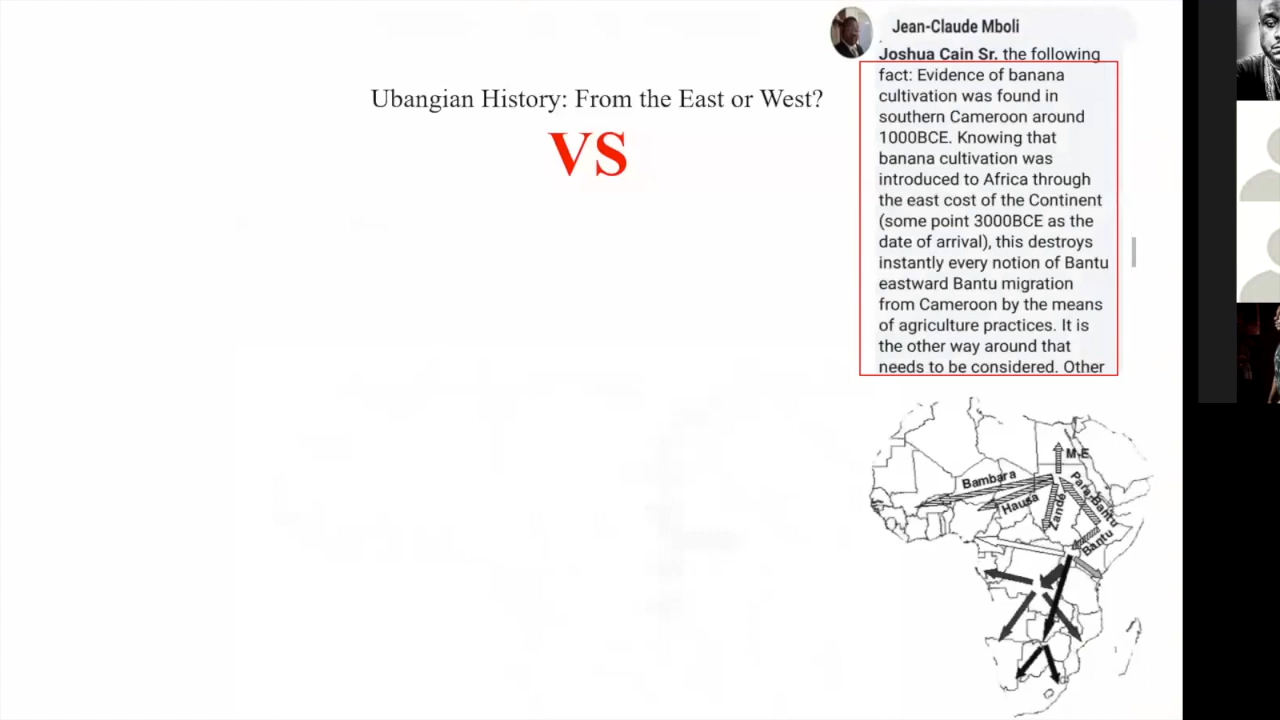 Jean-Claude Mboli
Joshua Cain Sr. the following
fact: Evidence of banana
cultivation was found in
southern Cameroon around
1000BCE. Knowing that
banana cultivation was
introduced to Africa through
the east cost of the Continent
(some point 3000BCE as the
date of arrival), this destroys
instantly every notion of Bantu
eastward Bantu migration
from Cameroon by the means
of agriculture practices. It is
the other way around that
needs to be considered. Other
Ubangian History: From the East or West?
VS
M-E
Bambara
Hausa
Zande
Para-Bantu
Bantu